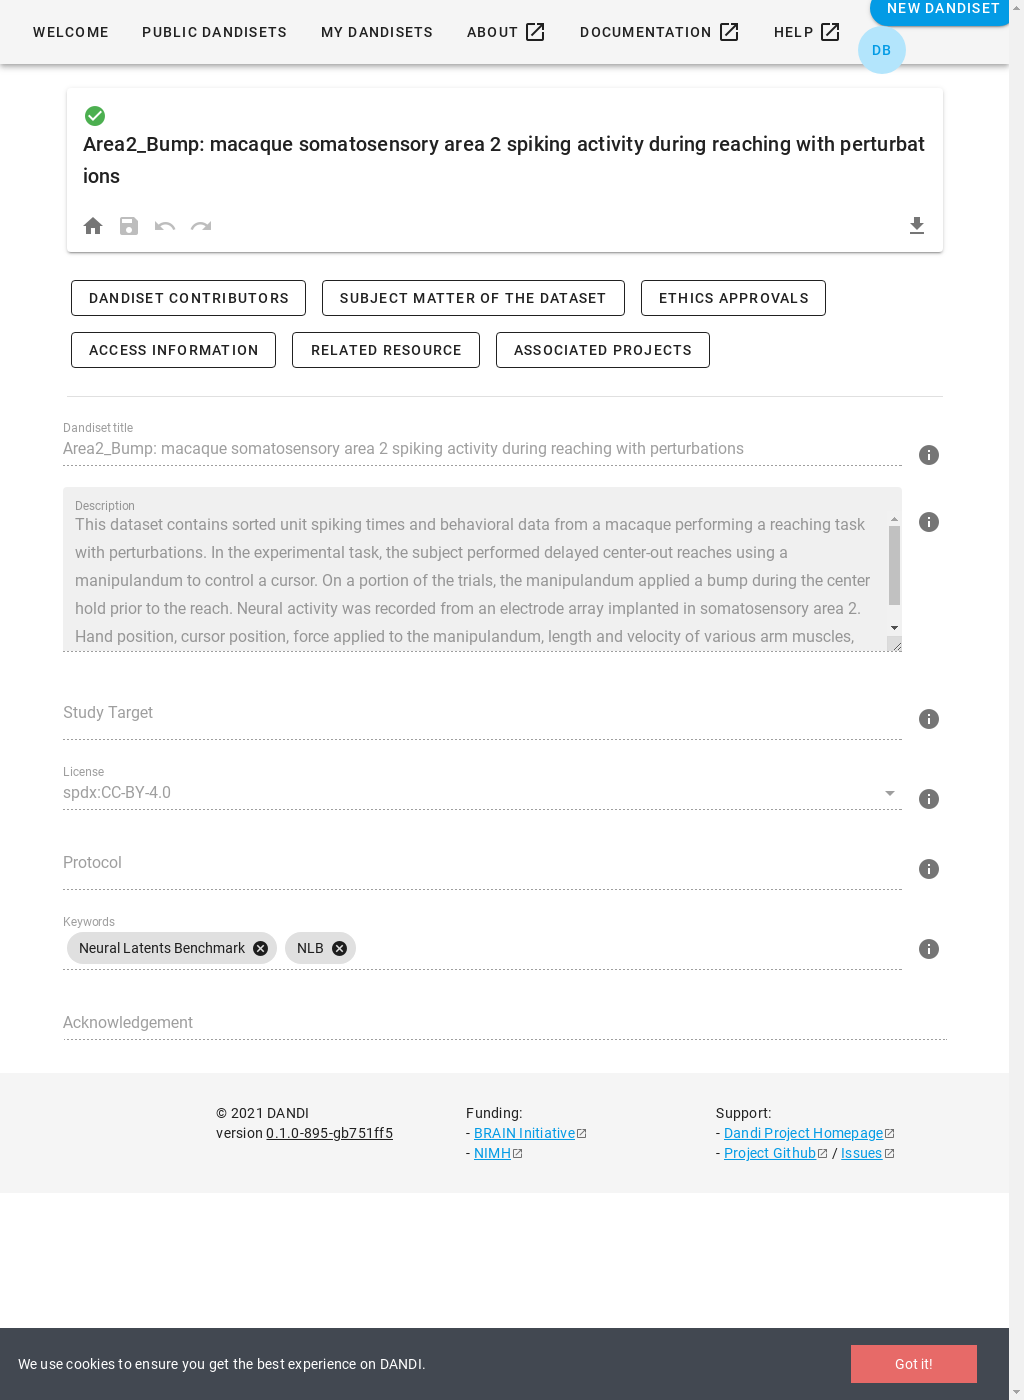 NEW DANDISET
WELCOME PUBLIC DANDISETS MY DANDISETS ABOUT DOCUMENTATION HELP
DB
Area2_Bump: macaque somatosensory area 2 spiking activity during reaching with perturbat
ions
DANDISET CONTRIBUTORS SUBJECT MATTER OF THE DATASET ETHICS APPROVALS
ACCESS INFORMATION RELATED RESOURCE ASSOCIATED PROJECTS
Dandiset title
Area2_Bump: macaque somatosensory area 2 spiking activity during reaching with perturbations
Description
This dataset contains sorted unit spiking times and behavioral data from a macaque performing a reaching task
with perturbations. In the experimental task, the subject performed delayed center-out reaches using a
manipulandum to control a cursor. On a portion of the trials, the manipulandum applied a bump during the center
hold prior to the reach. Neural activity was recorded from an electrode array implanted in somatosensory area 2.
Hand position, cursor position, force applied to the manipulandum, length and velocity of various arm muscles,
Study Target
License
spdx:CC-BY-4.0
Protocol
Keywords
Neural Latents Benchmark NLB
Acknowledgement
© 2021 DANDI Funding: Support:
version 0.1.0-895-gb751ff5 - BRAIN Initiative - Dandi Project Homepage
- NIMH - Project Github / Issues
We use cookies to ensure you get the best experience on DANDI. Got it!